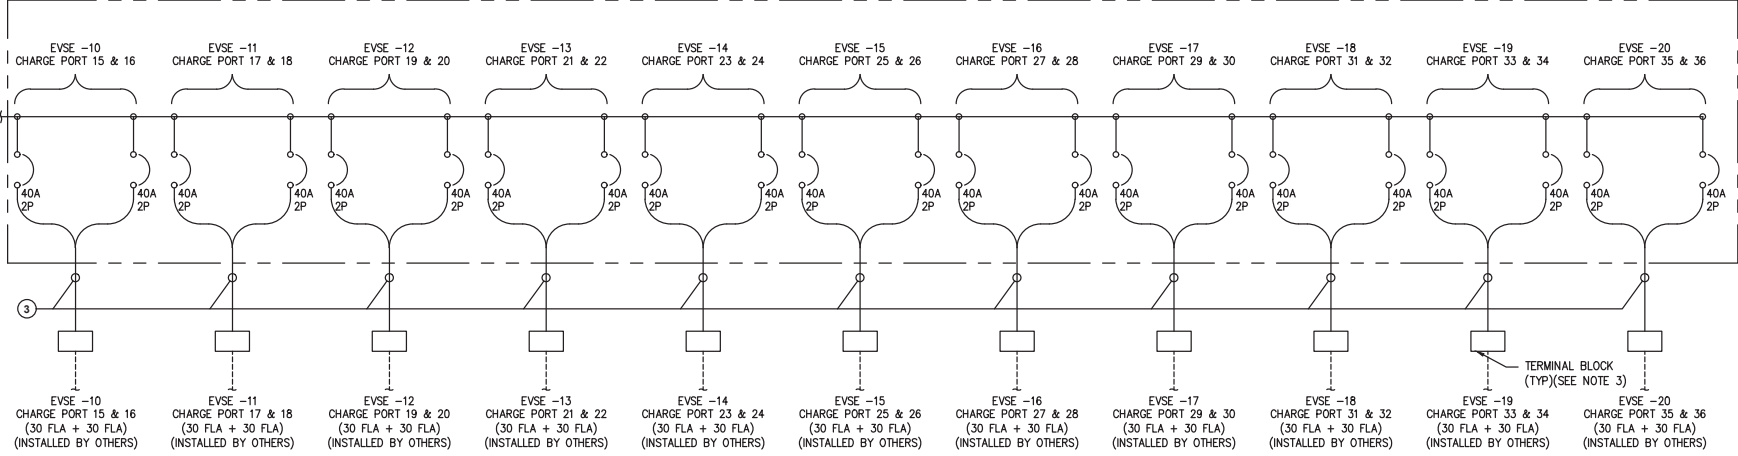 EVSE -10
CHARGE PORT 15 & 16
EVSE -11
CHARGE PORT 17 & 18
EVSE -12
CHARGE PORT 19 & 20
EVSE -13
CHARGE PORT 21 & 22
EVSE -14
CHARGE PORT 23 & 24
EVSE -15
CHARGE PORT 25 & 26
EVSE -16
CHARGE PORT 27 & 28
EVSE -17
CHARGE PORT 29 & 30
EVSE -18
CHARGE PORT 31 & 32
EVSE -19
CHARGE PORT 33 & 34
EVSE -20
CHARGE PORT 35 & 36
40A
2P
40A
2P
40A
2P
40A
2P
40A
2P
40A
2P
40A
2P
40A
2P
40A
2P
40A
2P
40A
2P
40A
2P
40A
2P
40A
2P
40A
2P
40A
2P
40A
2P
40A
2P
40A
2P
40A
2P
40A
2P
40A
2P
3
TERMINAL BLOCK
(TYP)(SEE NOTE 3)
EVSE -10
CHARGE PORT 15 & 16
(30 FLA + 30 FLA)
(INSTALLED BY OTHERS)
EVSE -11
CHARGE PORT 17 & 18
(30 FLA + 30 FLA)
(INSTALLED BY OTHERS)
EVSE -12
CHARGE PORT 19 & 20
(30 FLA + 30 FLA)
(INSTALLED BY OTHERS)
EVSE -13
CHARGE PORT 21 & 22
(30 FLA + 30 FLA)
(INSTALLED BY OTHERS)
EVSE -14
CHARGE PORT 23 & 24
(30 FLA + 30 FLA)
(INSTALLED BY OTHERS)
EVSE -15
CHARGE PORT 25 & 26
(30 FLA + 30 FLA)
(INSTALLED BY OTHERS)
EVSE -16
CHARGE PORT 27 & 28
(30 FLA + 30 FLA)
(INSTALLED BY OTHERS)
EVSE -17
CHARGE PORT 29 & 30
(30 FLA + 30 FLA)
(INSTALLED BY OTHERS)
EVSE -18
CHARGE PORT 31 & 32
(30 FLA + 30 FLA)
(INSTALLED BY OTHERS)
EVSE -19
CHARGE PORT 33 & 34
(30 FLA + 30 FLA)
(INSTALLED BY OTHERS)
EVSE -20
CHARGE PORT 35 & 36
(30 FLA + 30 FLA)
(INSTALLED BY OTHERS)